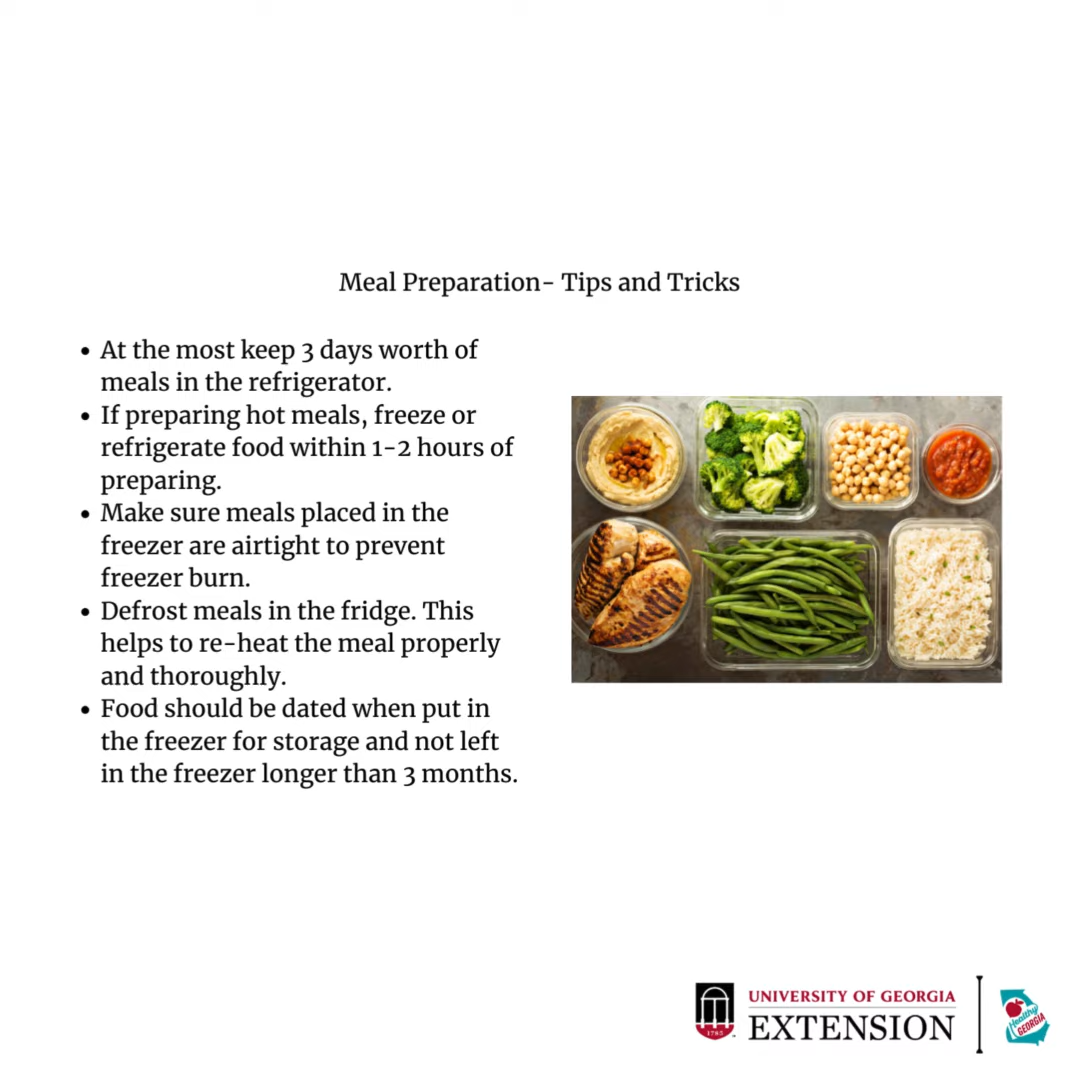 Meal Preparation- Tips and Tricks
• At the most keep 3 days worth of
meals in the refrigerator.
• If preparing hot meals, freeze or
refrigerate food within 1-2 hours of
preparing.
• Make sure meals placed in the
freezer are airtight to prevent
freezer burn.
• Defrost meals in the fridge. This
helps to re-heat the meal properly
and thoroughly.
• Food should be dated when put in
the freezer for storage and not left
in the freezer longer than 3 months.
1785
UNIVERSITY OF GEORGIA
EXTENSION
Healthy
GEORGIA